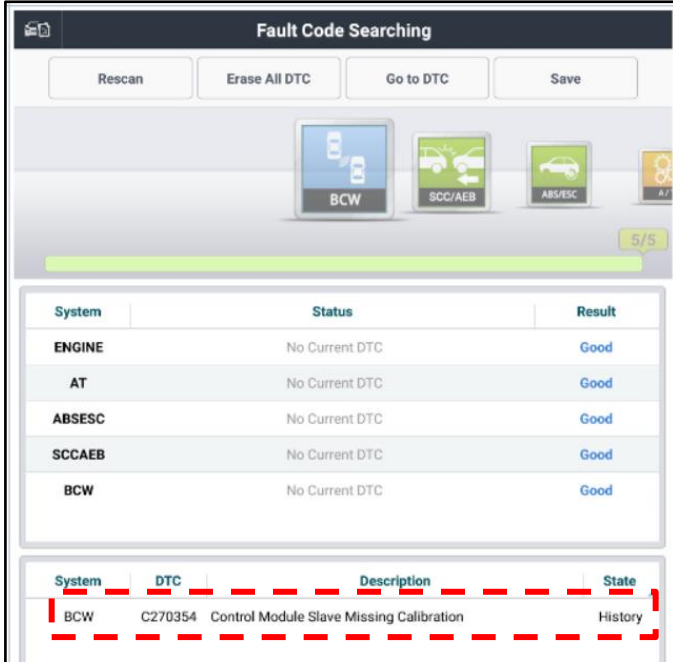 Fault Code Searching
Rescan Erase All DTC Go to DTC Save
BCW SCC/AEB ABS/ESC A/
5/5
System Status Result
ENGINE No Current DTC Good
AT No Current DTC Good
ABSESC No Current DTC Good
SCCAEB No Current DTC Good
BCW No Current DTC Good
System DTC Description State
BCW C270354 Control Module Slave Missing Calibration History